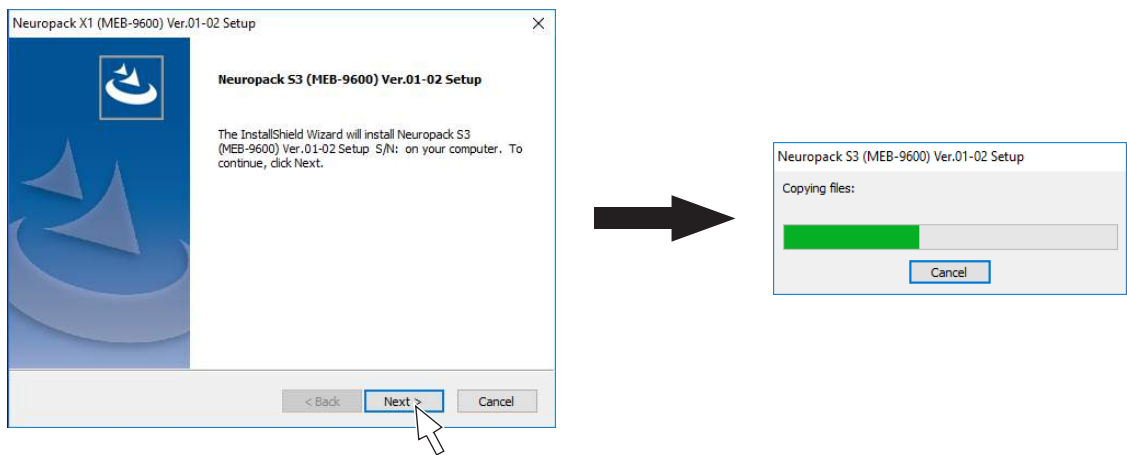 Neuropack X1 (MEB-9600) Ver.01-02 Setup
Neuropack S3 (MEB-9600) Ver.01-02 Setup
The InstallShield Wizard will install Neuropack S3
(MEB-9600) Ver.01-02 Setup S/N: on your computer. To
continue, click Next.
< Back Next > Cancel
Neuropack S3 (MEB-9600) Ver.01-02 Setup
Copying files:
Cancel